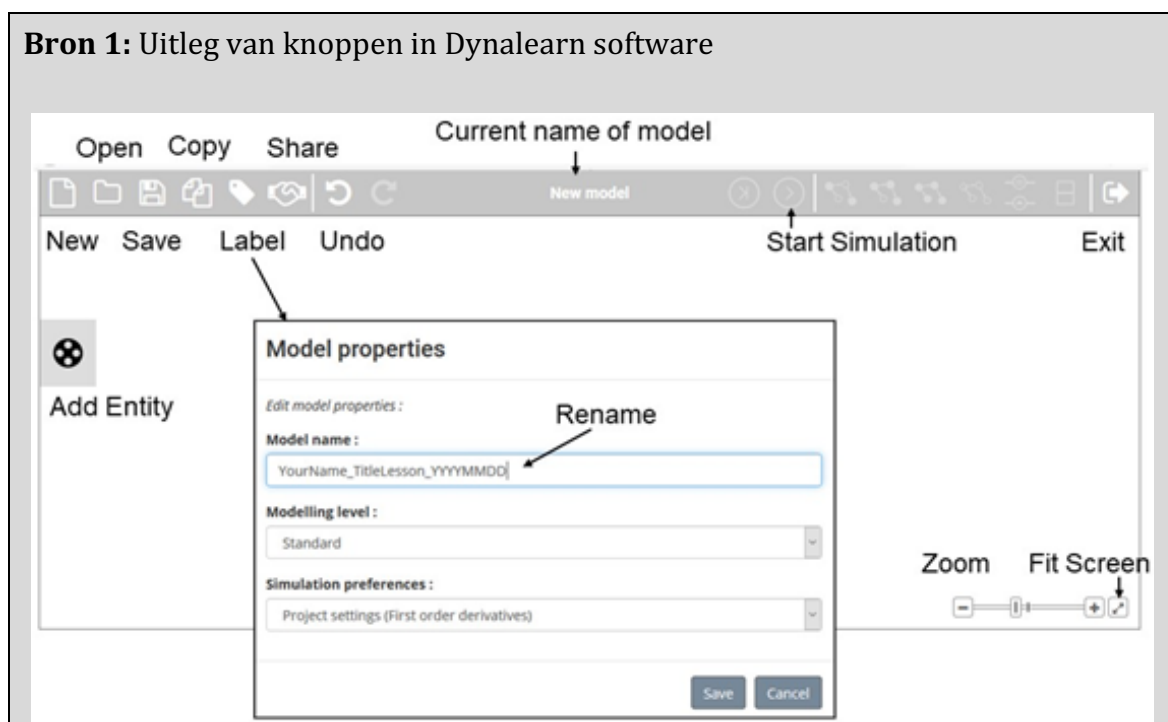 Bron 1: Uitleg van knoppen in Dynalearn software
Current name of model
Open Copy Share
New model
New Save Label Undo Start Simulation Exit
Model properties
Add Entity
Edit model properties :
Rename
Model name :
YourName_TitleLesson_YYYYMMDD
Modelling level :
Standard
Zoom Fit Screen
Simulation preferences :
Project settings (First order derivatives)
Save Cancel